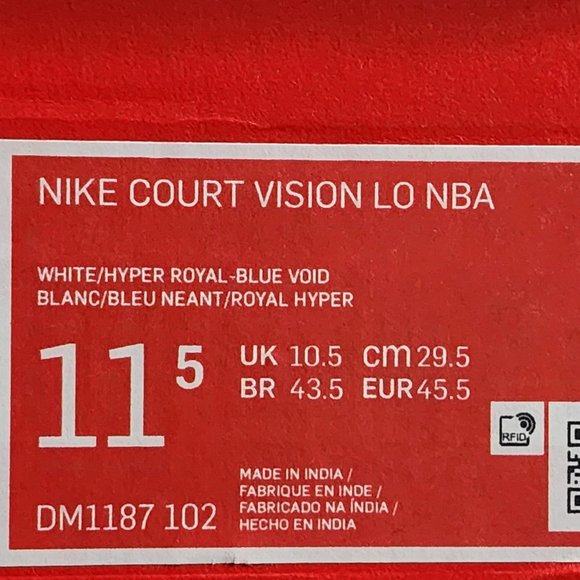 NIKE COURT VISION LO NBA
WHITE/HYPER ROYAL-BLUE VOID
BLANC/BLEU NEANT/ROYAL HYPER
11 5
UK 10.5 CM 29.5
BR 43.5 EUR 45.5
RFID
MADE IN INDIA /
FABRIQUE EN INDE /
FABRICADO NA ÍNDIA /
HECHO EN INDIA
DM1187 102